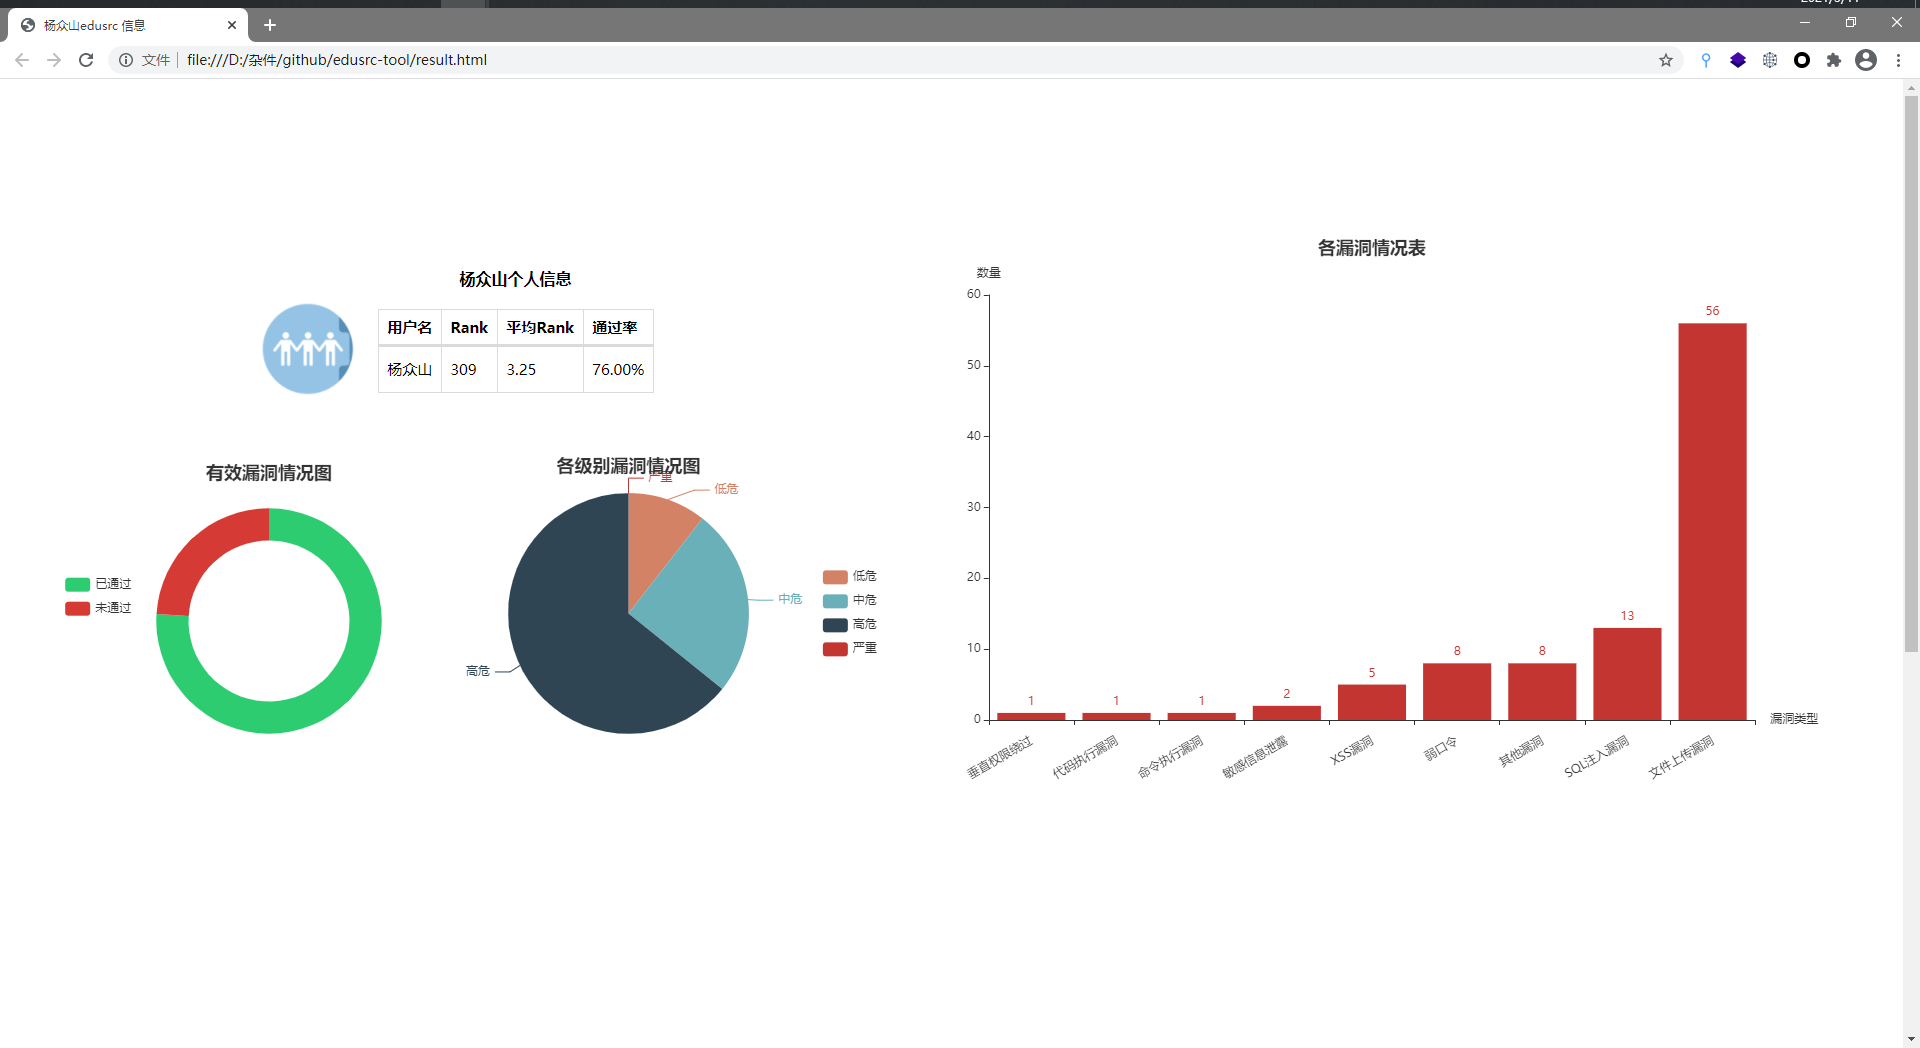 杨众山edusrc 信息
文件
file:///D:/杂件/github/edusrc-tool/result.html
杨众山个人信息
用户名 Rank 平均Rank 通过率
杨众山 309 3.25 76.00%
有效漏洞情况图
已通过
未通过
各级别漏洞情况图
严重
低危
中危
高危
低危
中危
高危
严重
各漏洞情况表
数量
60
50
40
30
20
10
0
1
1
1
2
5
8
8
13
56
垂直权限绕过
代码执行漏洞
命令执行漏洞
敏感信息泄露
XSS漏洞
弱口令
其他漏洞
SQL注入漏洞
文件上传漏洞
漏洞类型